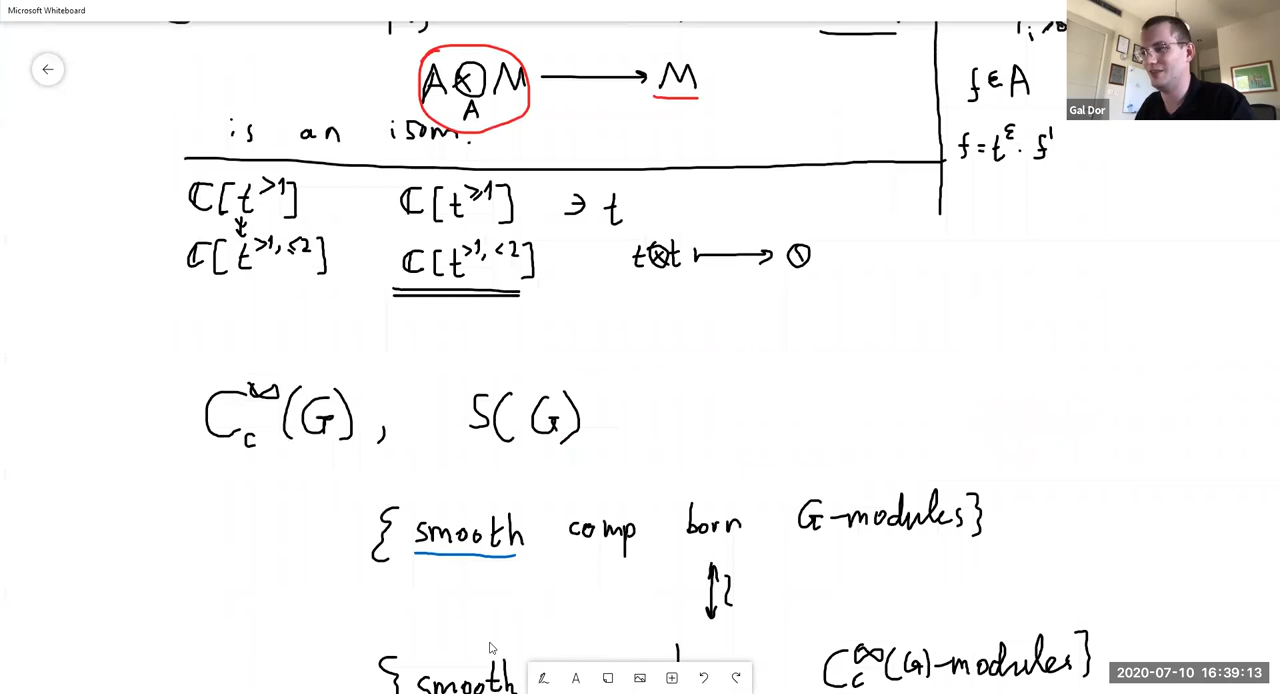 Microsoft Whiteboard
A ⊗ M ⟶ M
A
f ∈ A
is an isom.
f = t^ε · f'
ℂ[t^{>1}] ℂ[t^{≥1}] ∋ t
ℂ[t^{>1, ≤2}] ℂ[t^{>1, <2}] t⊗t ⟼ 0
C_c^∞(G), S(G)
{ smooth comp born G-modules}
{ smooth C_c^∞(G)-modules}
Gal Dor
2020-07-10 16:39:13